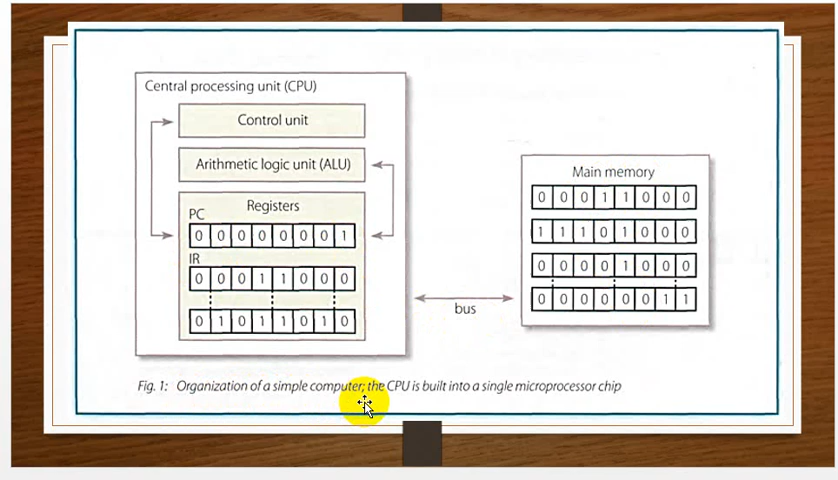 Central processing unit (CPU)
Control unit
Arithmetic logic unit (ALU)
Registers
PC
0 0 0 0 0 0 0 1
IR
0 0 0 1 1 0 0 0
0 1 0 1 1 0 1 0
bus
Main memory
0 0 0 1 1 0 0 0
1 1 1 0 1 0 0 0
0 0 0 0 1 0 0 0
0 0 0 0 0 0 1 1
Fig. 1: Organization of a simple computer; the CPU is built into a single microprocessor chip